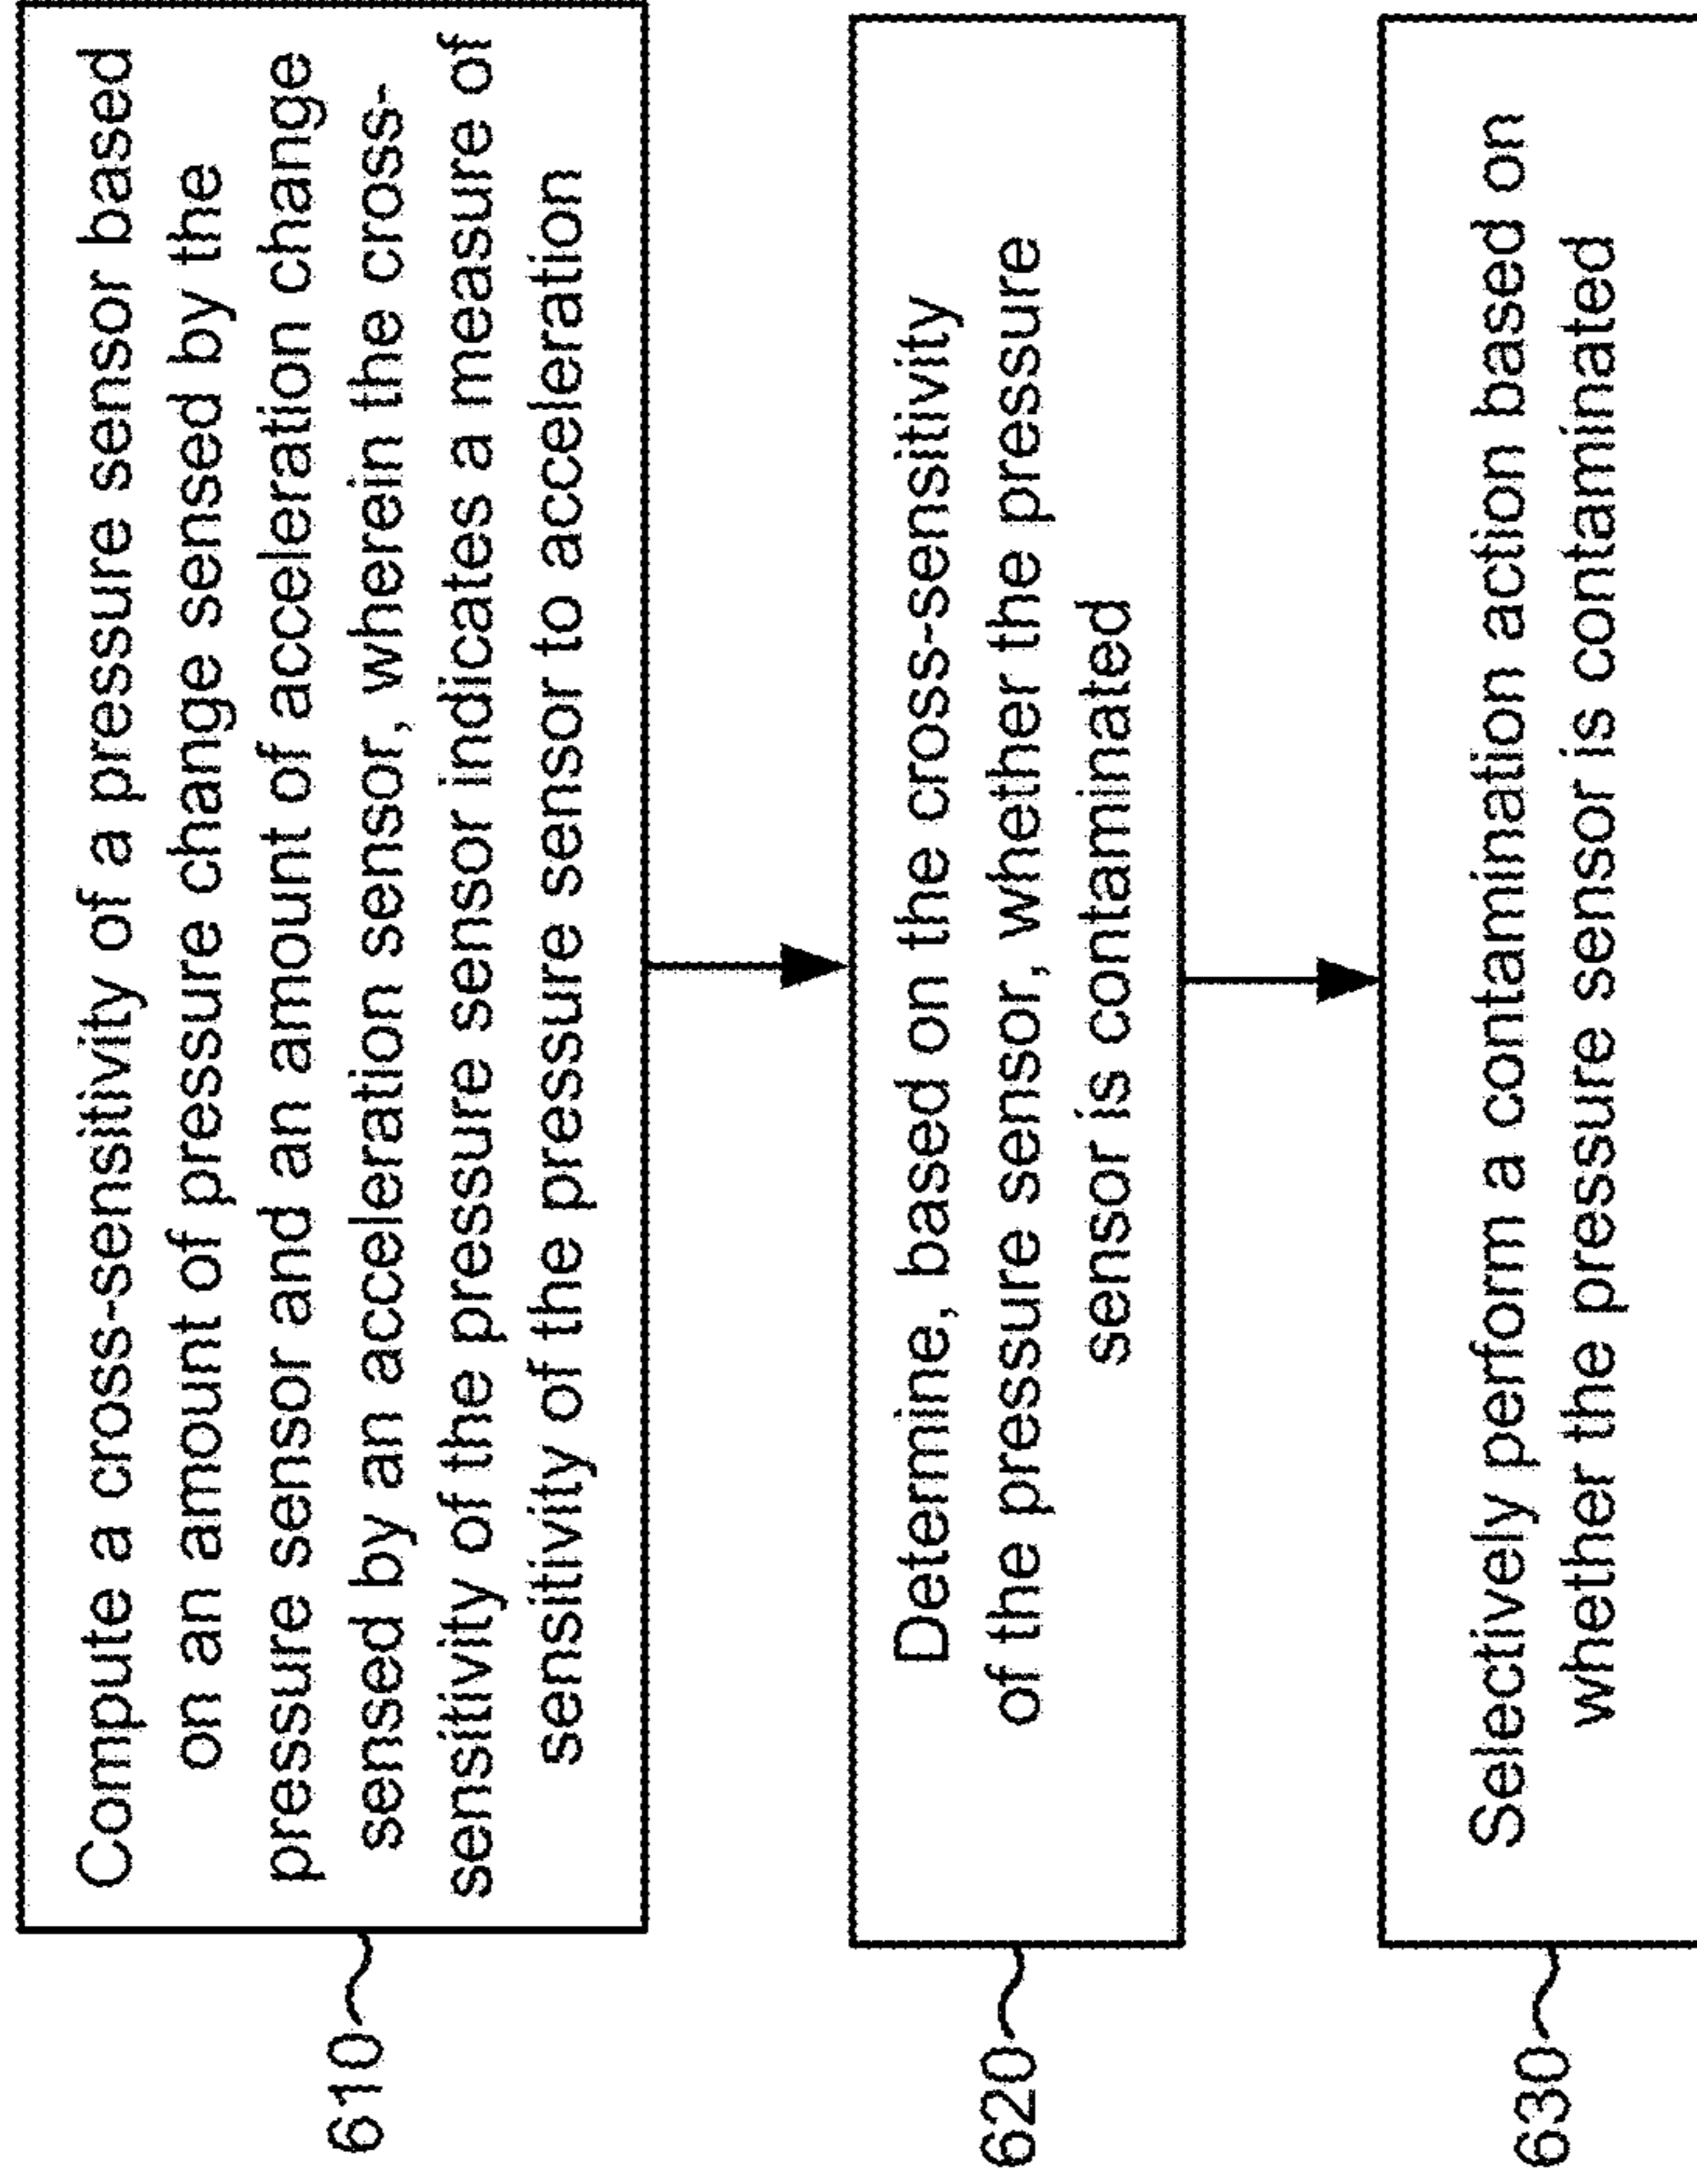 610
Compute a cross-sensitivity of a pressure sensor based
on an amount of pressure change sensed by the
pressure sensor and an amount of acceleration change
sensed by an acceleration sensor, wherein the cross-
sensitivity of the pressure sensor indicates a measure of
sensitivity of the pressure sensor to acceleration
620
Determine, based on the cross-sensitivity
of the pressure sensor, whether the pressure
sensor is contaminated
630
Selectively perform a contamination action based on
whether the pressure sensor is contaminated